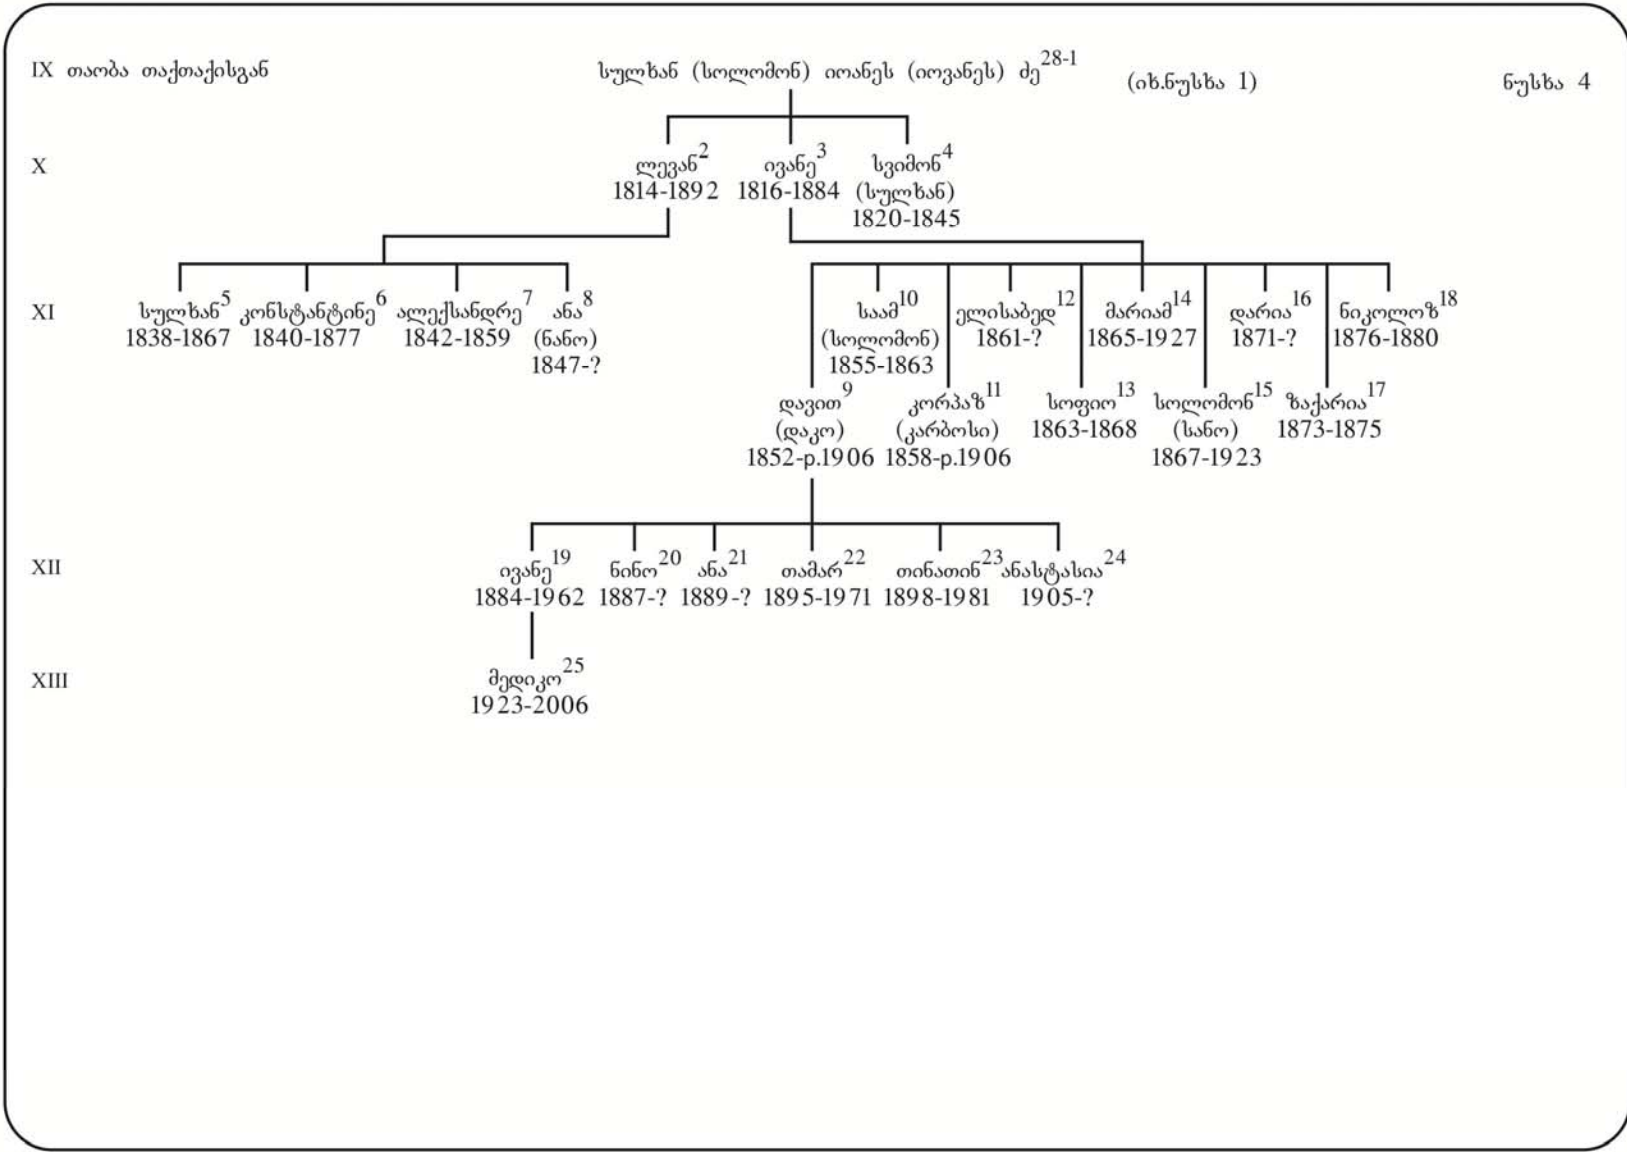 IX თაობა თაქთაქისგან სულხან (სოლომონ) იოანეს (იოვანეს) ძე28-1 (იხ.ნუსხა 1) ნუსხა 4
X ლევან2 ივანე3 სვიმონ4
1814-1892 1816-1884 (სულხან)
1820-1845
XI სულხან5 კონსტანტინე6 ალექსანდრე7 ანა8 საამ10 ელისაბედ12 მარიამ14 დარია16 ნიკოლოზ18
1838-1867 1840-1877 1842-1859 (ნანო) (სოლომონ) 1861-? 1865-1927 1871-? 1876-1880
1847-? 1855-1863
დავით9 კორპაზ11 სოფიო13 სოლომონ15 ზაქარია17
(დაკო) (კარბოსი) 1863-1868 (სანო) 1873-1875
1852-p.1906 1858-p.1906 1867-1923
XII ივანე19 ნინო20 ანა21 თამარ22 თინათინ23 ანასტასია24
1884-1962 1887-? 1889-? 1895-1971 1898-1981 1905-?
XIII მედიკო25
1923-2006